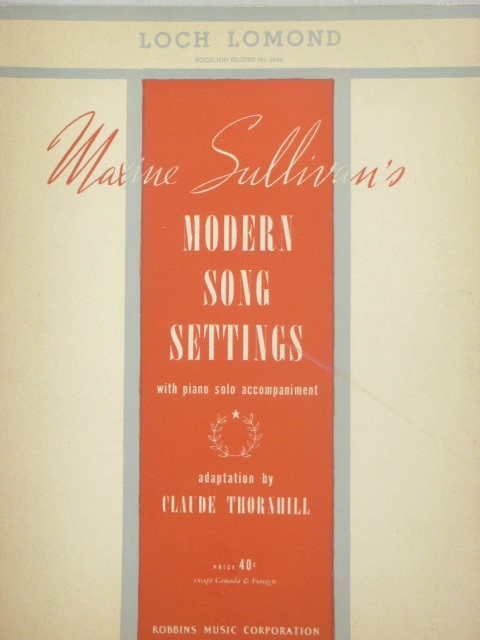 LOCH LOMOND
VOCALION RECORD No.
Maxine Sullivan's
MODERN
SONG
SETTINGS
with piano solo accompaniment
adaptation by
CLAUDE THORNHILL
PRICE 40¢
except Canada & Foreign
ROBBINS MUSIC CORPORATION